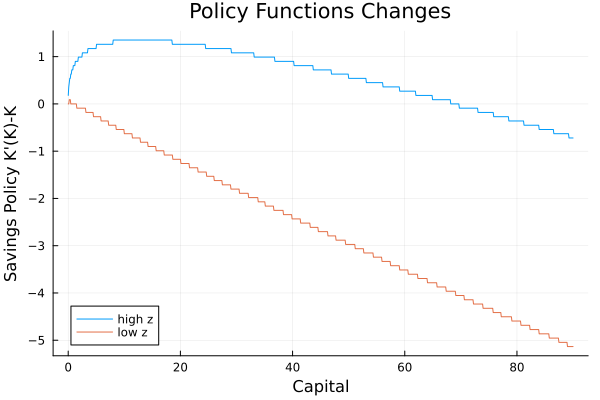 Policy Functions Changes
Savings Policy K'(K)-K
1
0
−1
−2
−3
−4
−5
high z
low z
0 20 40 60 80
Capital